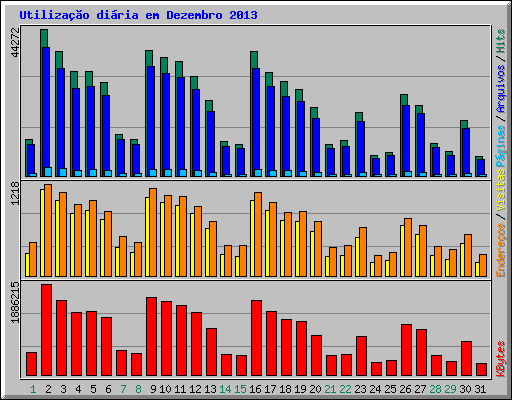 Utilização diária em Dezembro 2013
44272
1218
1886215
Endereços / Visitas Páginas / Arquivos / Hits
KBytes
1 2 3 4 5 6 7 8 9 10 11 12 13 14 15 16 17 18 19 20 21 22 23 24 25 26 27 28 29 30 31